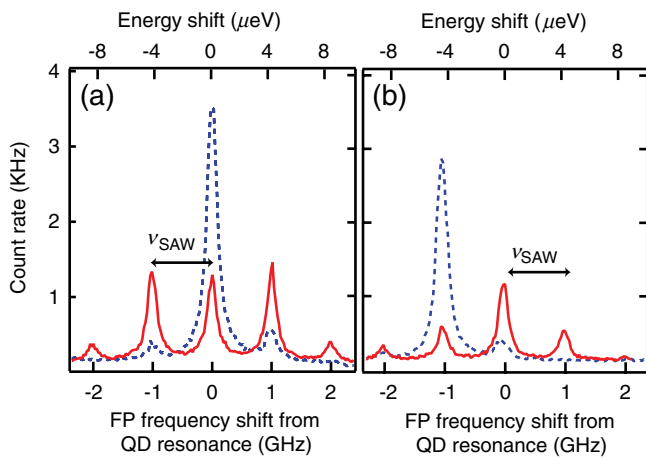 Energy shift (μeV) Energy shift (μeV)
-8 -4 0 4 8 -8 -4 0 4 8
4
3
2
1
Count rate (KHz)
(a) (b)
νSAW νSAW
-2 -1 0 1 2 -2 -1 0 1 2
FP frequency shift from FP frequency shift from
QD resonance (GHz) QD resonance (GHz)